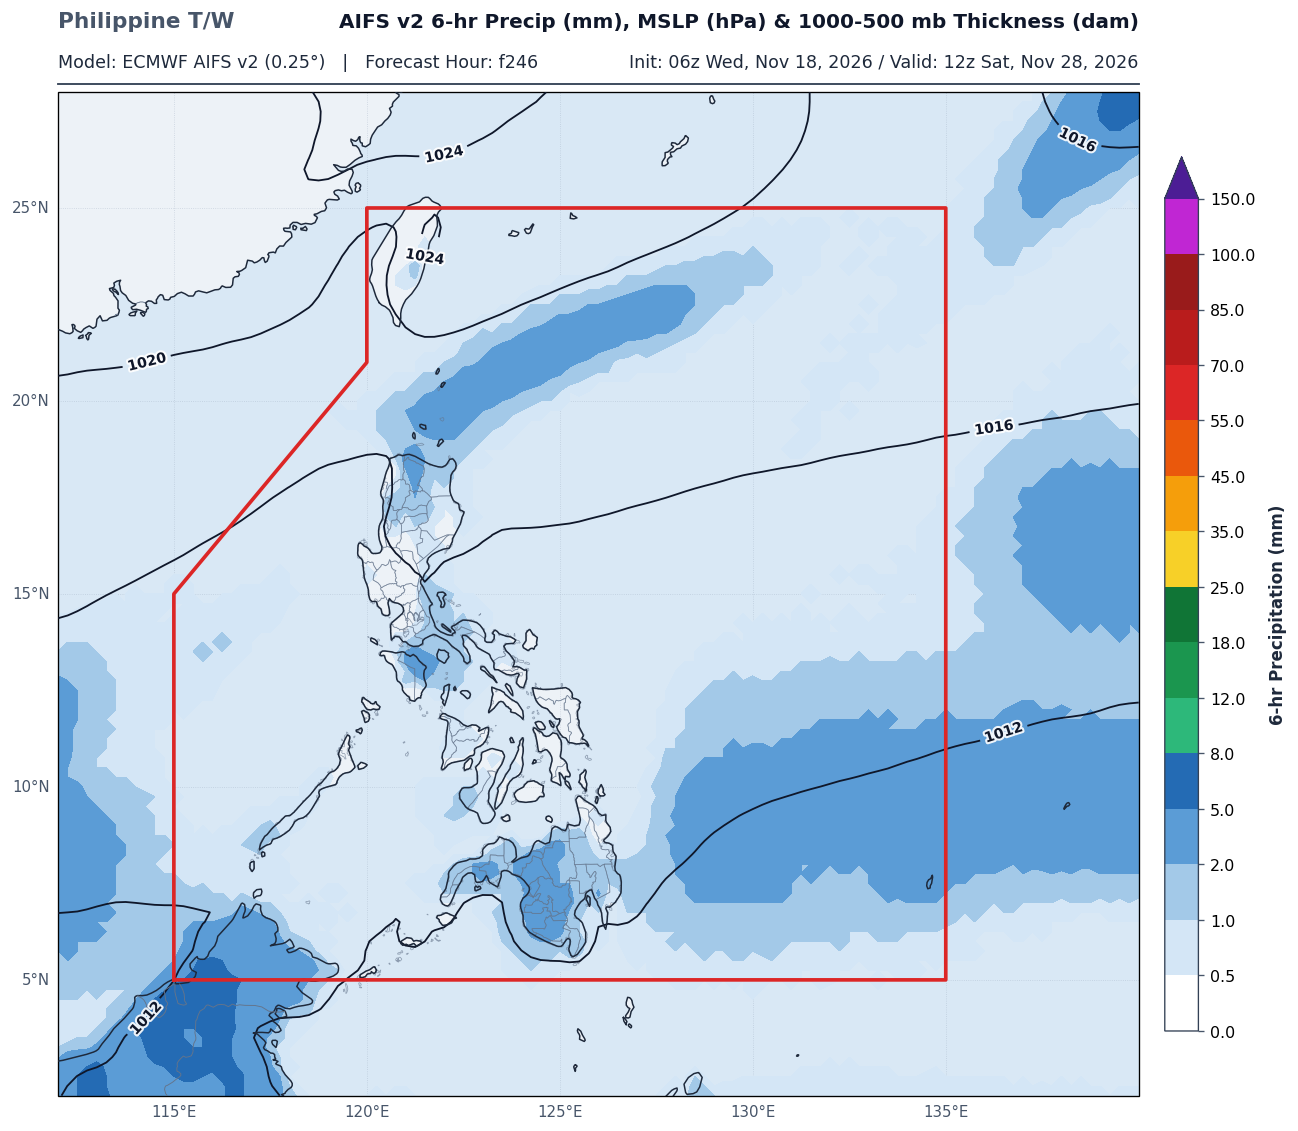 Philippine T/W
AIFS v2 6-hr Precip (mm), MSLP (hPa) & 1000-500 mb Thickness (dam)
Model: ECMWF AIFS v2 (0.25°)   |   Forecast Hour: f246
Init: 06z Wed, Nov 18, 2026 / Valid: 12z Sat, Nov 28, 2026
1024
1016
25°N
1024
1020
20°N
1016
15°N
1012
10°N
5°N
1012
115°E
120°E
125°E
130°E
135°E
150.0
100.0
85.0
70.0
55.0
45.0
35.0
25.0
18.0
12.0
8.0
5.0
2.0
1.0
0.5
0.0
6-hr Precipitation (mm)